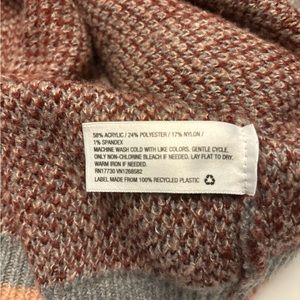 58% ACRYLIC / 24% POLYESTER / 17% NYLON /
1% SPANDEX
MACHINE WASH COLD WITH LIKE COLORS, GENTLE CYCLE.
ONLY NON-CHLORINE BLEACH IF NEEDED. LAY FLAT TO DRY.
WARM IRON IF NEEDED.
RN17730 VN1268582
LABEL MADE FROM 100% RECYCLED PLASTIC